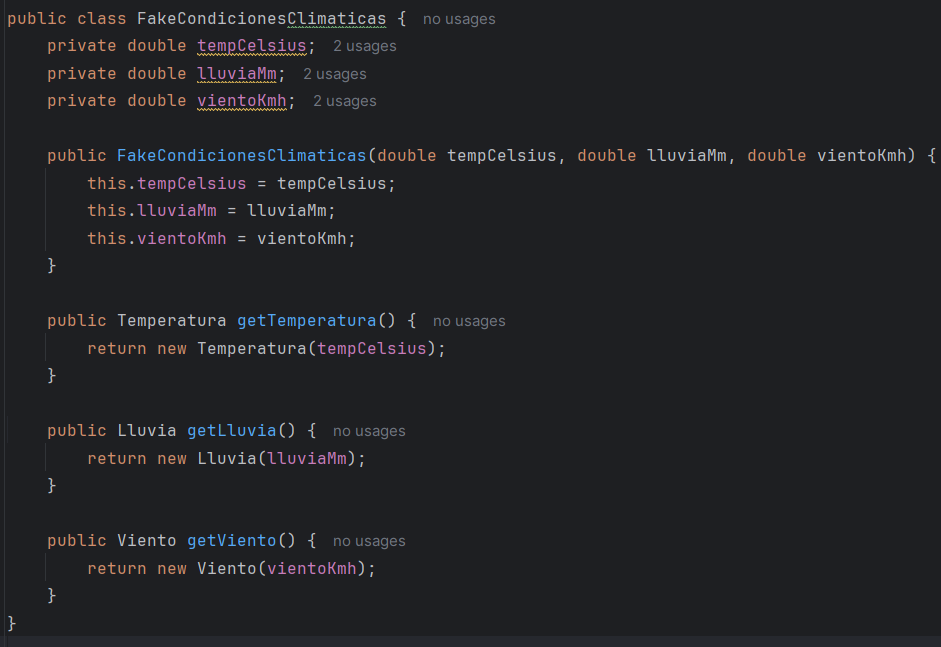 public class FakeCondicionesClimaticas { no usages
private double tempCelsius; 2 usages
private double lluviaMm; 2 usages
private double vientoKmh; 2 usages
public FakeCondicionesClimaticas(double tempCelsius, double lluviaMm, double vientoKmh) {
this.tempCelsius = tempCelsius;
this.lluviaMm = lluviaMm;
this.vientoKmh = vientoKmh;
}
public Temperatura getTemperatura() { no usages
return new Temperatura(tempCelsius);
}
public Lluvia getLluvia() { no usages
return new Lluvia(lluviaMm);
}
public Viento getViento() { no usages
return new Viento(vientoKmh);
}
}